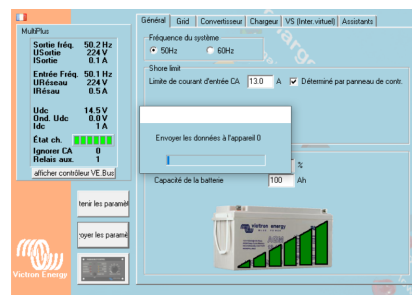 MultiPlus
Sortie fréq. 50.2 Hz
USortie 224 V
ISortie 0.1 A
Entrée Fréq. 50.1 Hz
URéseau 224 V
IRésau 0.5 A
Udc 14.5 V
Ond. Udc 0.0 V
Idc 1 A
État ch.
Ignorer CA 0
Relais aux. 1
afficher contrôleur VE.Bus
tenir les paramèt
oyer les paramè
Victron Energy
Général Grid Convertisseur Chargeur VS (Inter.virtuel) Assistants
Fréquence du système
50Hz 60Hz
Shore limit
Limite de courant d'entrée CA 13.0 A Déterminé par panneau de contr.
Envoyer les données à l'appareil 0
%
Capacité de la batterie 100 Ah
victron energy
AGM